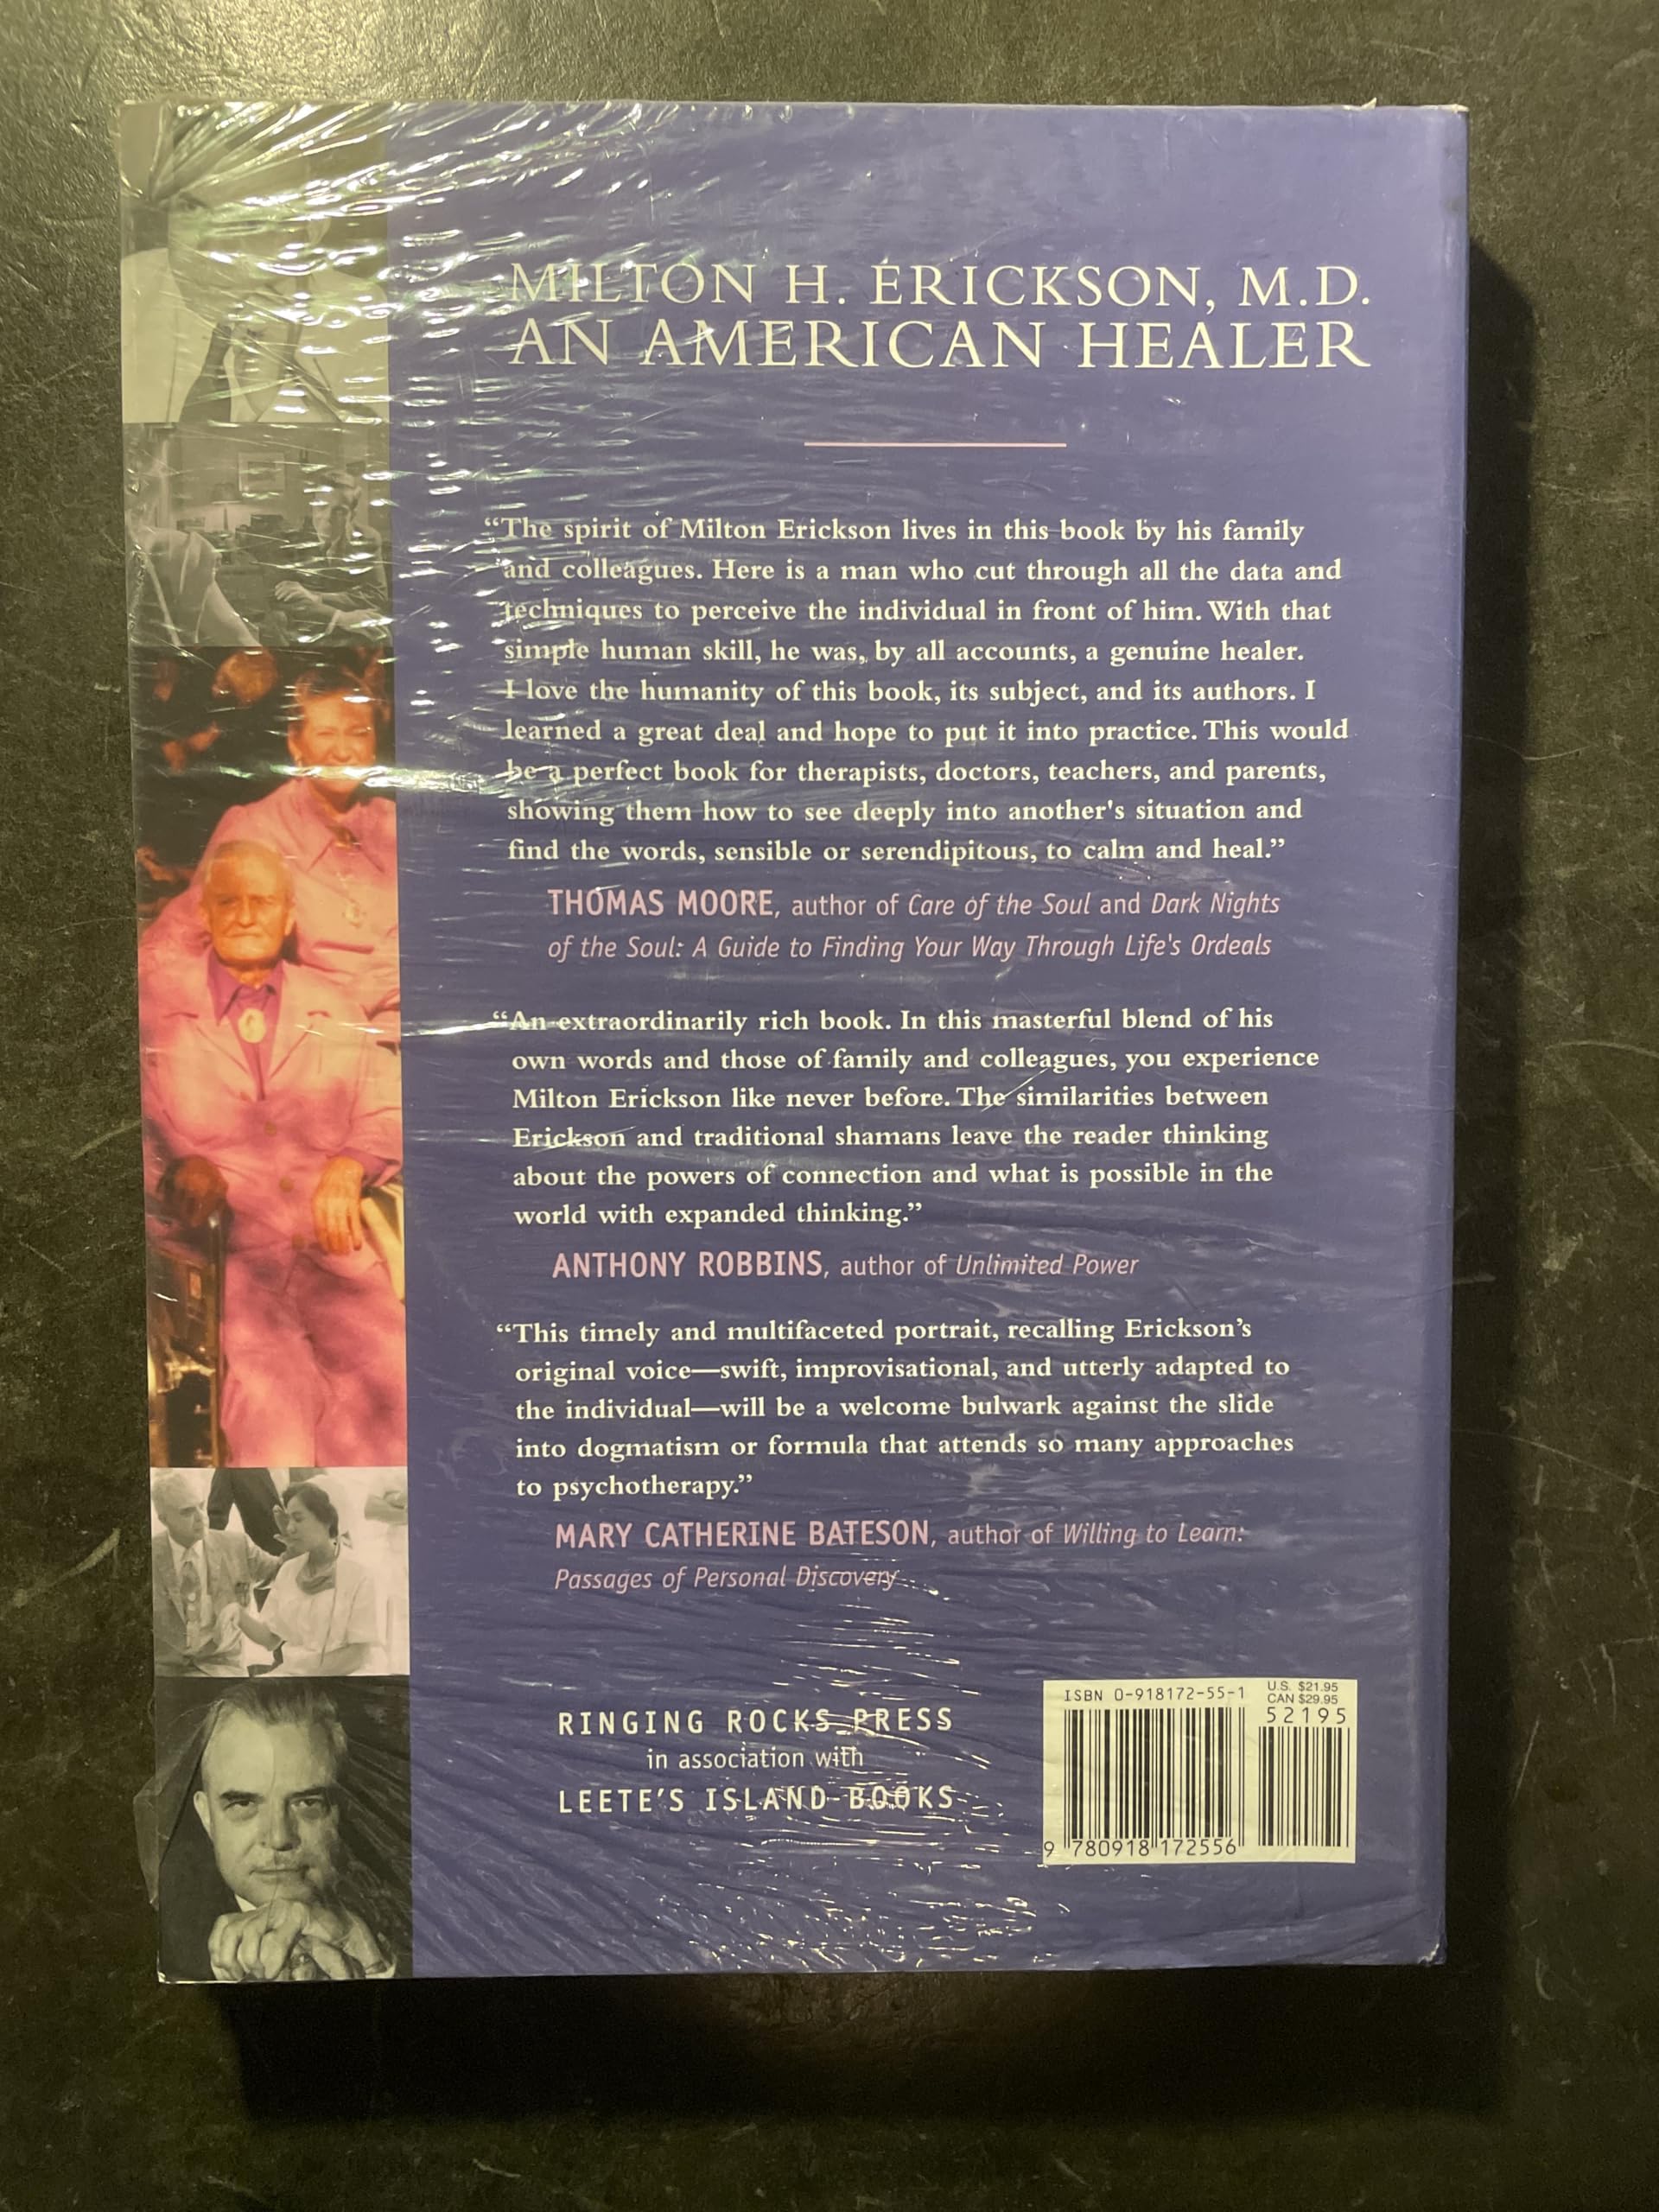 MILTON H. ERICKSON, M.D.
AN AMERICAN HEALER
“The spirit of Milton Erickson lives in this book by his family
and colleagues. Here is a man who cut through all the data and
techniques to perceive the individual in front of him. With that
simple human skill, he was, by all accounts, a genuine healer.
I love the humanity of this book, its subject, and its authors. I
learned a great deal and hope to put it into practice. This would
be a perfect book for therapists, doctors, teachers, and parents,
showing them how to see deeply into another's situation and
find the words, sensible or serendipitous, to calm and heal.”
THOMAS MOORE, author of Care of the Soul and Dark Nights
of the Soul: A Guide to Finding Your Way Through Life's Ordeals
“An extraordinarily rich book. In this masterful blend of his
own words and those of family and colleagues, you experience
Milton Erickson like never before. The similarities between
Erickson and traditional shamans leave the reader thinking
about the powers of connection and what is possible in the
world with expanded thinking.”
ANTHONY ROBBINS, author of Unlimited Power
“This timely and multifaceted portrait, recalling Erickson’s
original voice—swift, improvisational, and utterly adapted to
the individual—will be a welcome bulwark against the slide
into dogmatism or formula that attends so many approaches
to psychotherapy.”
MARY CATHERINE BATESON, author of Willing to Learn:
Passages of Personal Discovery
RINGING ROCKS PRESS
in association with
LEETE’S ISLAND BOOKS
ISBN 0-918172-55-1
U.S. $21.95
CAN $29.95
52195
9 780918 172556